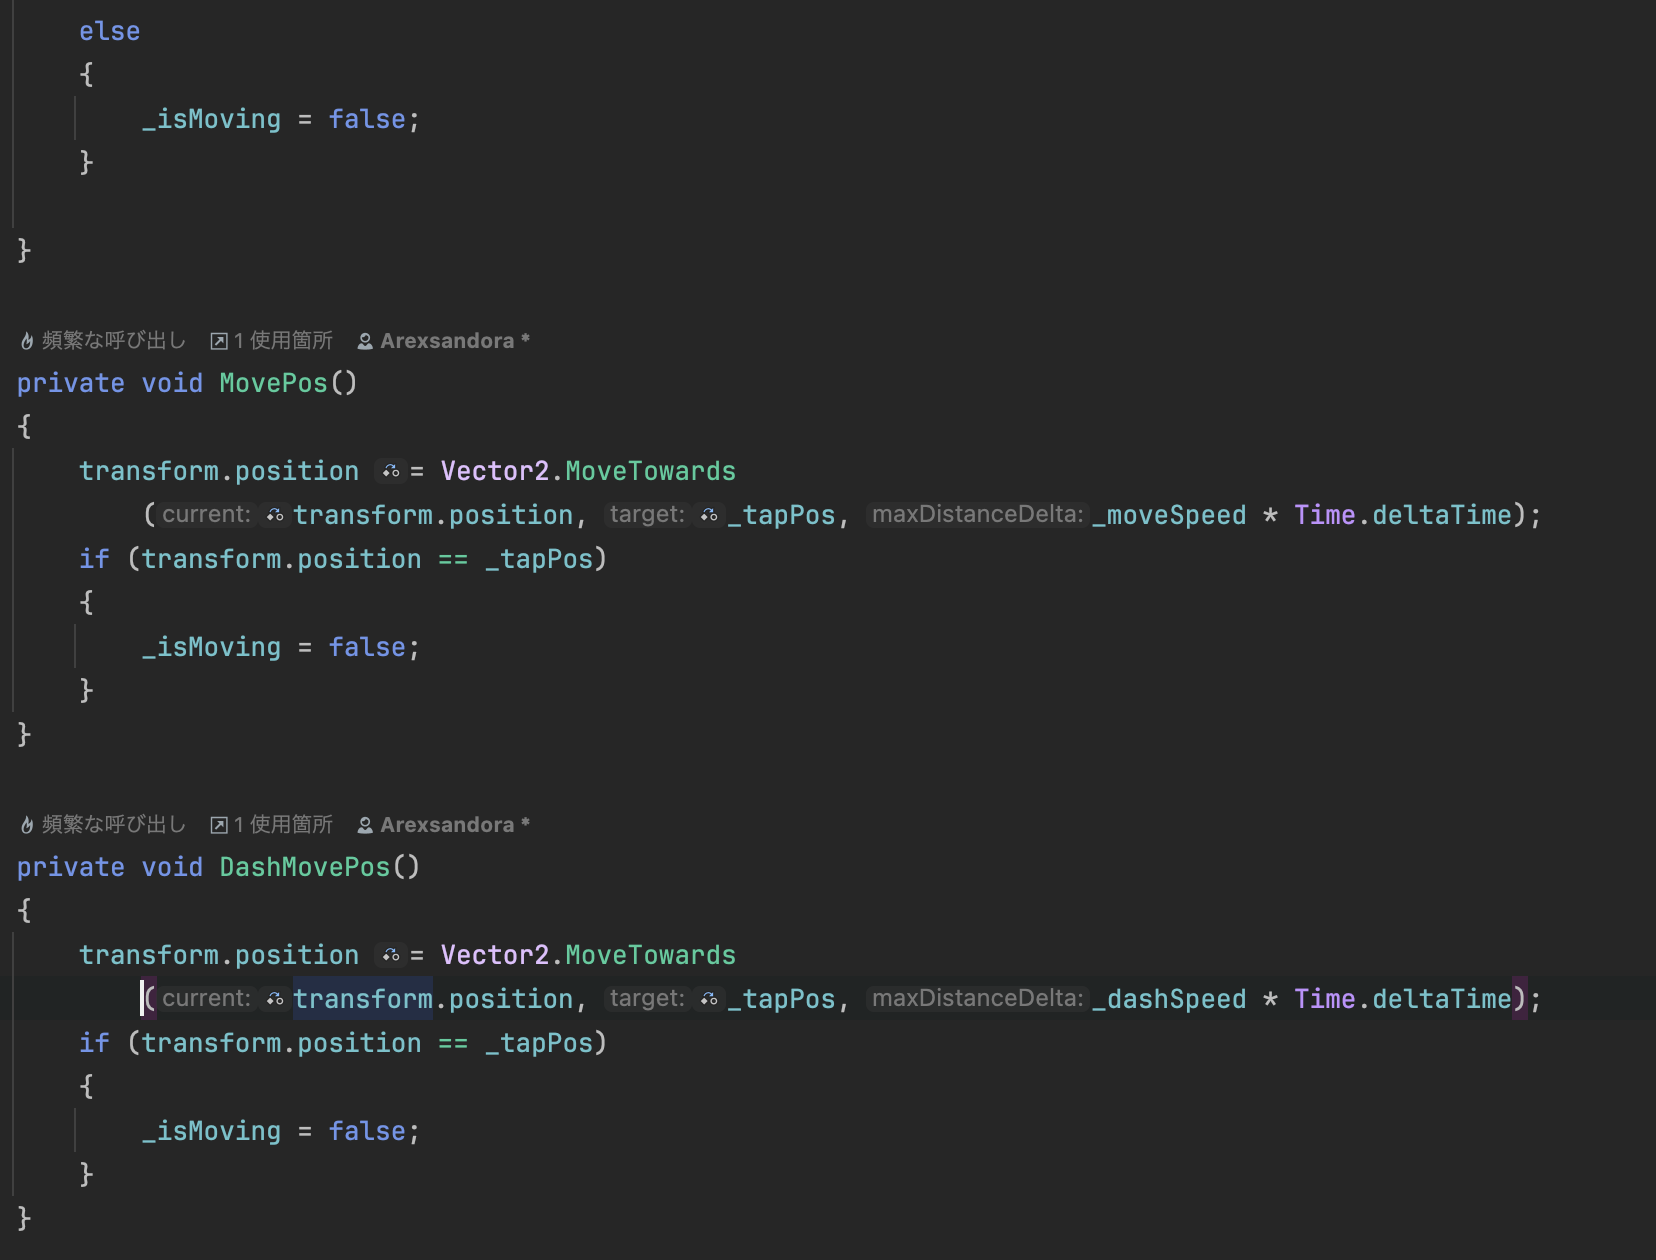 else
{
_isMoving = false;
}
}
頻繁な呼び出し 1 使用箇所 Arexsandora *
private void MovePos()
{
transform.position = Vector2.MoveTowards
(current: transform.position, target: _tapPos, maxDistanceDelta: _moveSpeed * Time.deltaTime);
if (transform.position == _tapPos)
{
_isMoving = false;
}
}
頻繁な呼び出し 1 使用箇所 Arexsandora *
private void DashMovePos()
{
transform.position = Vector2.MoveTowards
(current: transform.position, target: _tapPos, maxDistanceDelta: _dashSpeed * Time.deltaTime);
if (transform.position == _tapPos)
{
_isMoving = false;
}
}